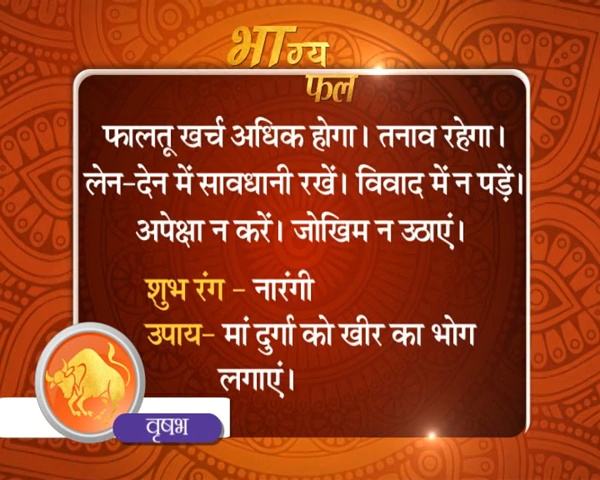 भाग्य
फल
फालतू खर्च अधिक होगा। तनाव रहेगा।
लेन-देन में सावधानी रखें। विवाद में न पड़ें।
अपेक्षा न करें। जोखिम न उठाएं।
शुभ रंग - नारंगी
उपाय- मां दुर्गा को खीर का भोग
लगाएं।
वृषभ